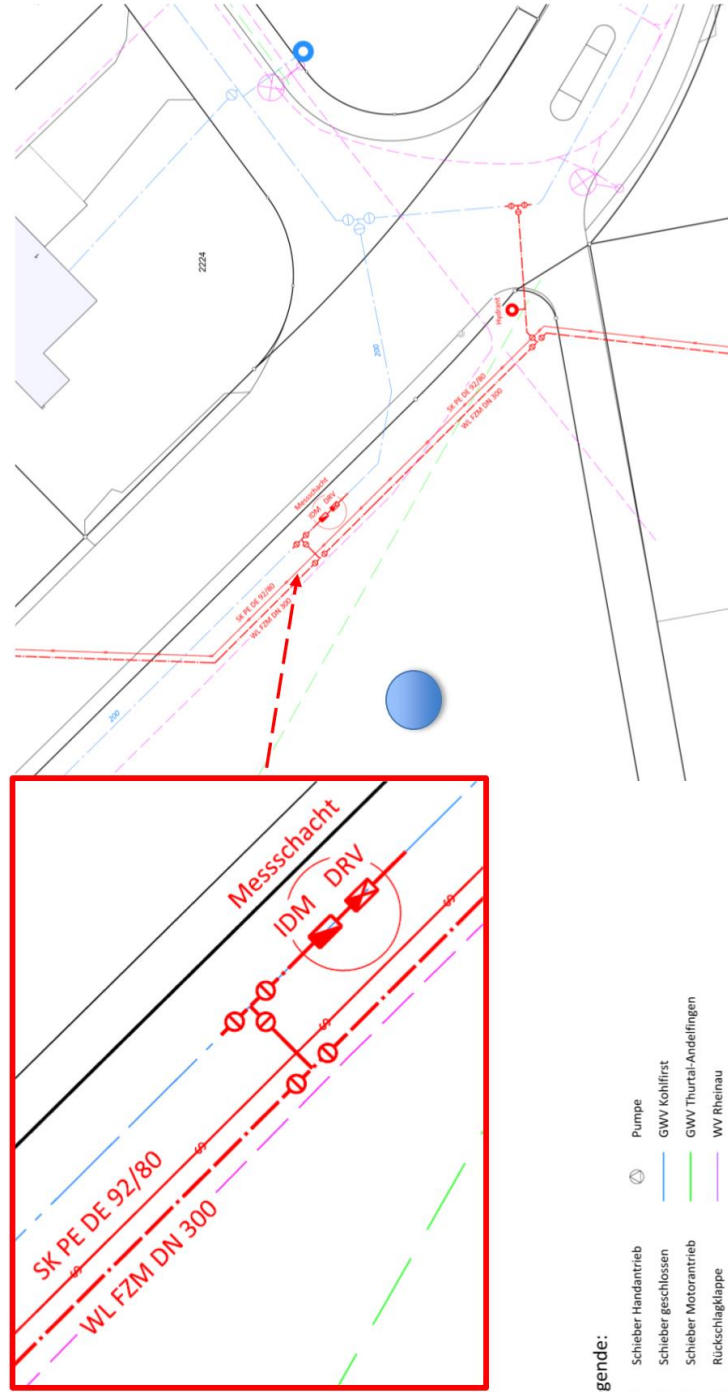 2224
200
Hydrant
SK PE DE 92/80
WL FZM DN 300
Messschacht
IDM DRV
SK PE DE 92/80
WL FZM DN 300
200
Messschacht
IDM DRV
S
S
S
S
SK PE DE 92/80
WL FZM DN 300
gende:
Schieber Handantrieb
Schieber geschlossen
Schieber Motorantrieb
Rückschlagklappe
Pumpe
GWV Kohlfirst
GWV Thurtal-Andelfingen
WV Rheinau